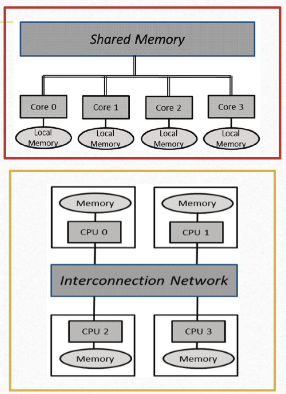 Shared Memory
Core 0 Core 1 Core 2 Core 3
Local Memory Local Memory Local Memory Local Memory
Memory Memory
CPU 0 CPU 1
Interconnection Network
CPU 2 CPU 3
Memory Memory